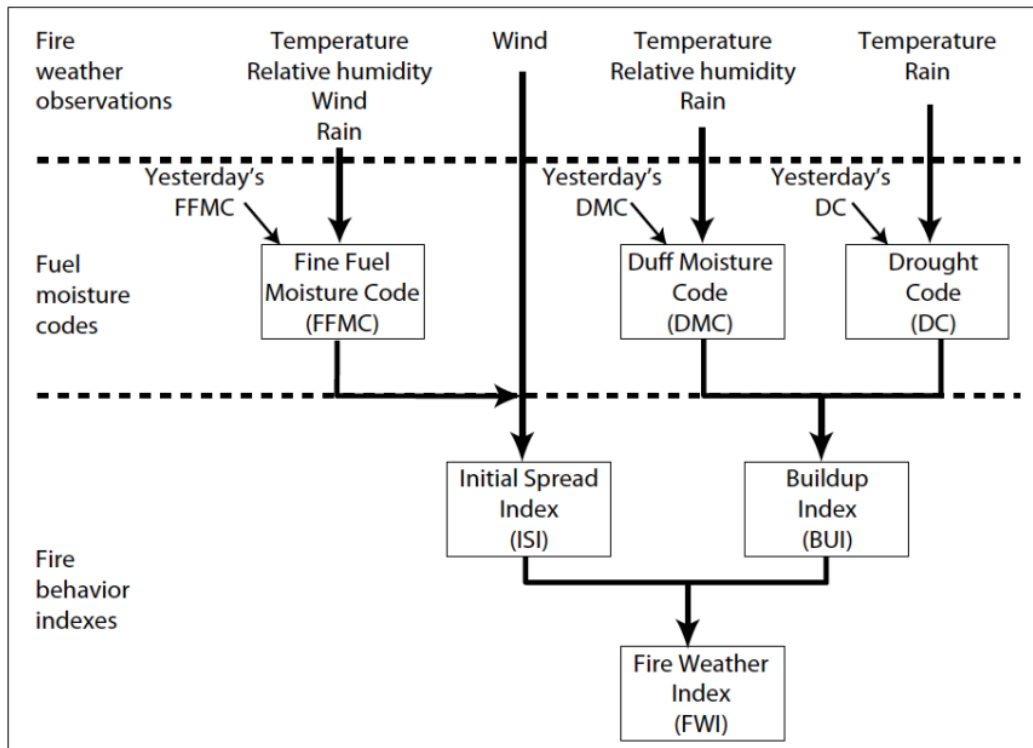 Fire
weather
observations
Temperature
Relative humidity
Wind
Rain
Wind
Temperature
Relative humidity
Rain
Temperature
Rain
Yesterday’s
FFMC
Yesterday’s
DMC
Yesterday’s
DC
Fuel
moisture
codes
Fine Fuel
Moisture Code
(FFMC)
Duff Moisture
Code
(DMC)
Drought
Code
(DC)
Fire
behavior
indexes
Initial Spread
Index
(ISI)
Buildup
Index
(BUI)
Fire Weather
Index
(FWI)